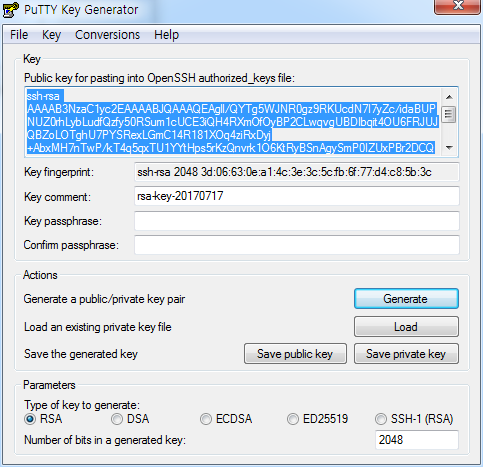 PuTTY Key Generator
File Key Conversions Help
Key
Public key for pasting into OpenSSH authorized_keys file:
ssh-rsa
AAAAB3NzaC1yc2EAAAABJQAAAQEAgII/QYTg5WJNR0gz9RKUcdN7I7yZc/idaBUP
NUZ0rhLybLudfQzfy50RSum1cUCE3iQH4RXmOfOyBP2CLwqvgUBDIbqit4OU6FRJUJ
QBZoLOTghU7PYSRexLGmC14R181XOq4ziRxDyj
+AbxMH7nTwP/kT4q5qxTU1YYtHps5rKzQnvrk1O6KtRyBSnAgySmP0IZUxPBr2DCQ
Key fingerprint: ssh-rsa 2048 3d:06:63:0e:a1:4c:3e:3c:5c:fb:6f:77:d4:c8:5b:3c
Key comment: rsa-key-20170717
Key passphrase:
Confirm passphrase:
Actions
Generate a public/private key pair Generate
Load an existing private key file Load
Save the generated key Save public key Save private key
Parameters
Type of key to generate:
RSA DSA ECDSA ED25519 SSH-1 (RSA)
Number of bits in a generated key: 2048